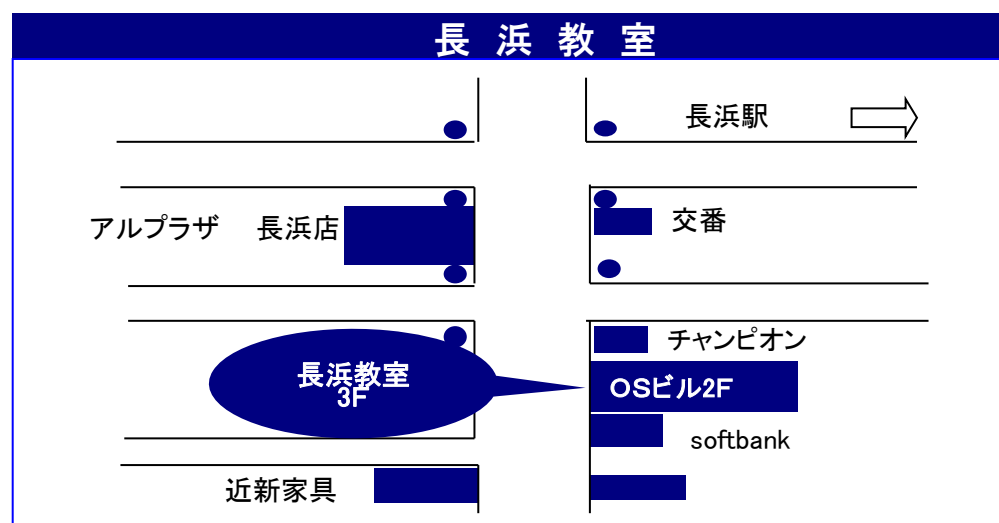 長浜教室
長浜駅
アルプラザ 長浜店
交番
チャンピオン
長浜教室
3F
OSビル2F
softbank
近新家具